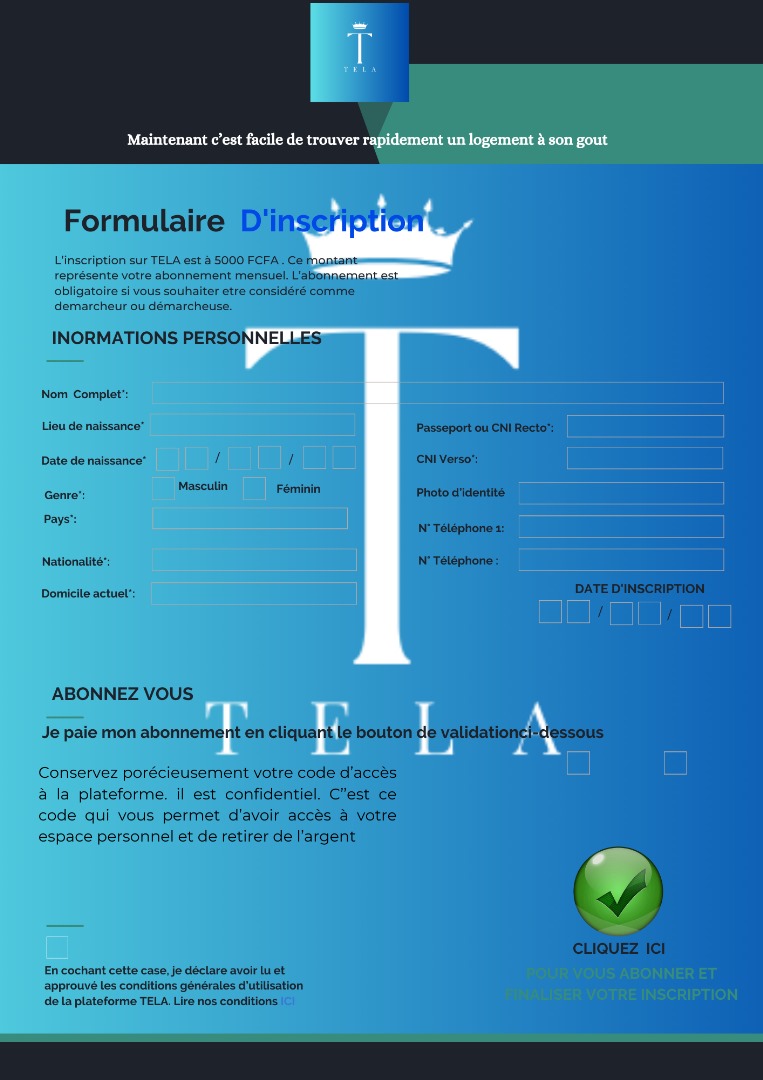 T
TELA
Maintenant c’est facile de trouver rapidement un logement à son gout
Formulaire D'inscription
L’inscription sur TELA est à 5000 FCFA . Ce montant
représente votre abonnement mensuel. L’abonnement est
obligatoire si vous souhaiter etre considéré comme
demarcheur ou démarcheuse.
INORMATIONS PERSONNELLES
Nom Complet*:
Lieu de naissance*
Date de naissance* / /
Genre*: Masculin Féminin
Pays*:
Nationalité*:
Domicile actuel*:
Passeport ou CNI Recto*:
CNI Verso*:
Photo d’identité
N° Téléphone 1:
N° Téléphone :
DATE D'INSCRIPTION
/ /
T
TELA
ABONNEZ VOUS
Je paie mon abonnement en cliquant le bouton de validationci-dessous
Conservez porécieusement votre code d’accès
à la plateforme. il est confidentiel. C’’est ce
code qui vous permet d’avoir accès à votre
espace personnel et de retirer de l’argent
En cochant cette case, je déclare avoir lu et
approuvé les conditions générales d’utilisation
de la plateforme TELA. Lire nos conditions ICI
CLIQUEZ ICI
POUR VOUS ABONNER ET
FINALISER VOTRE INSCRIPTION